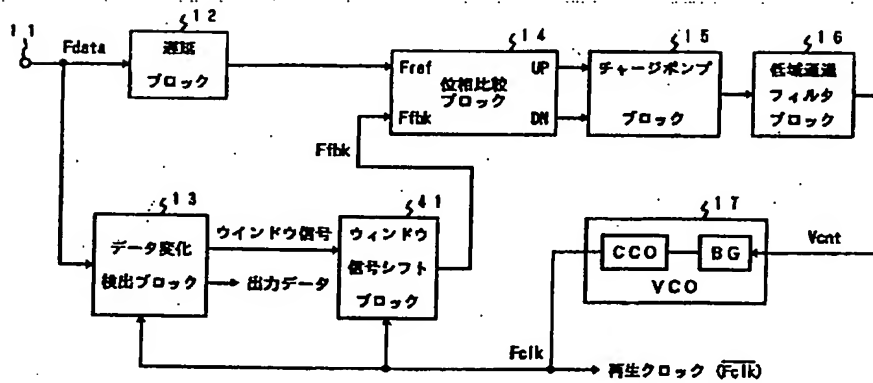 11
Fdata
12
遅延
ブロック
14
Fref
UP
位相比較
ブロック
Ffbk
DN
15
チャージポンプ
ブロック
16
低域通過
フィルタ
ブロック
Ffbk
13
データ変化
検出ブロック
ウインドウ信号
出力データ
41
ウィンドウ
信号シフト
ブロック
17
CCO
BG
VCO
Vcnt
Fclk
再生クロック (Fclk)